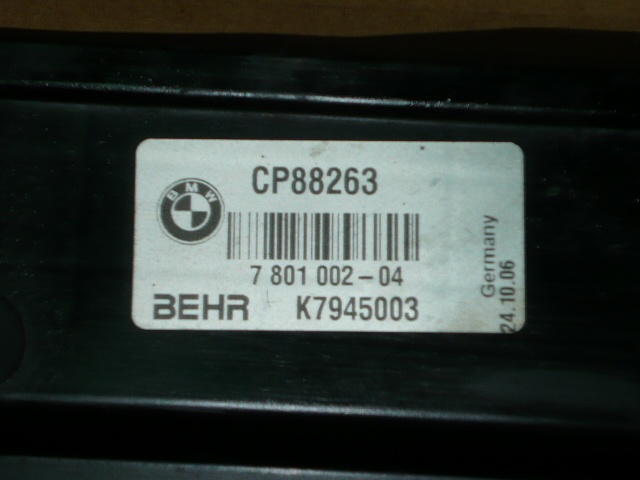 CP88263
BMW
7 801 002-04
BEHR K7945003
Germany
24.10.06